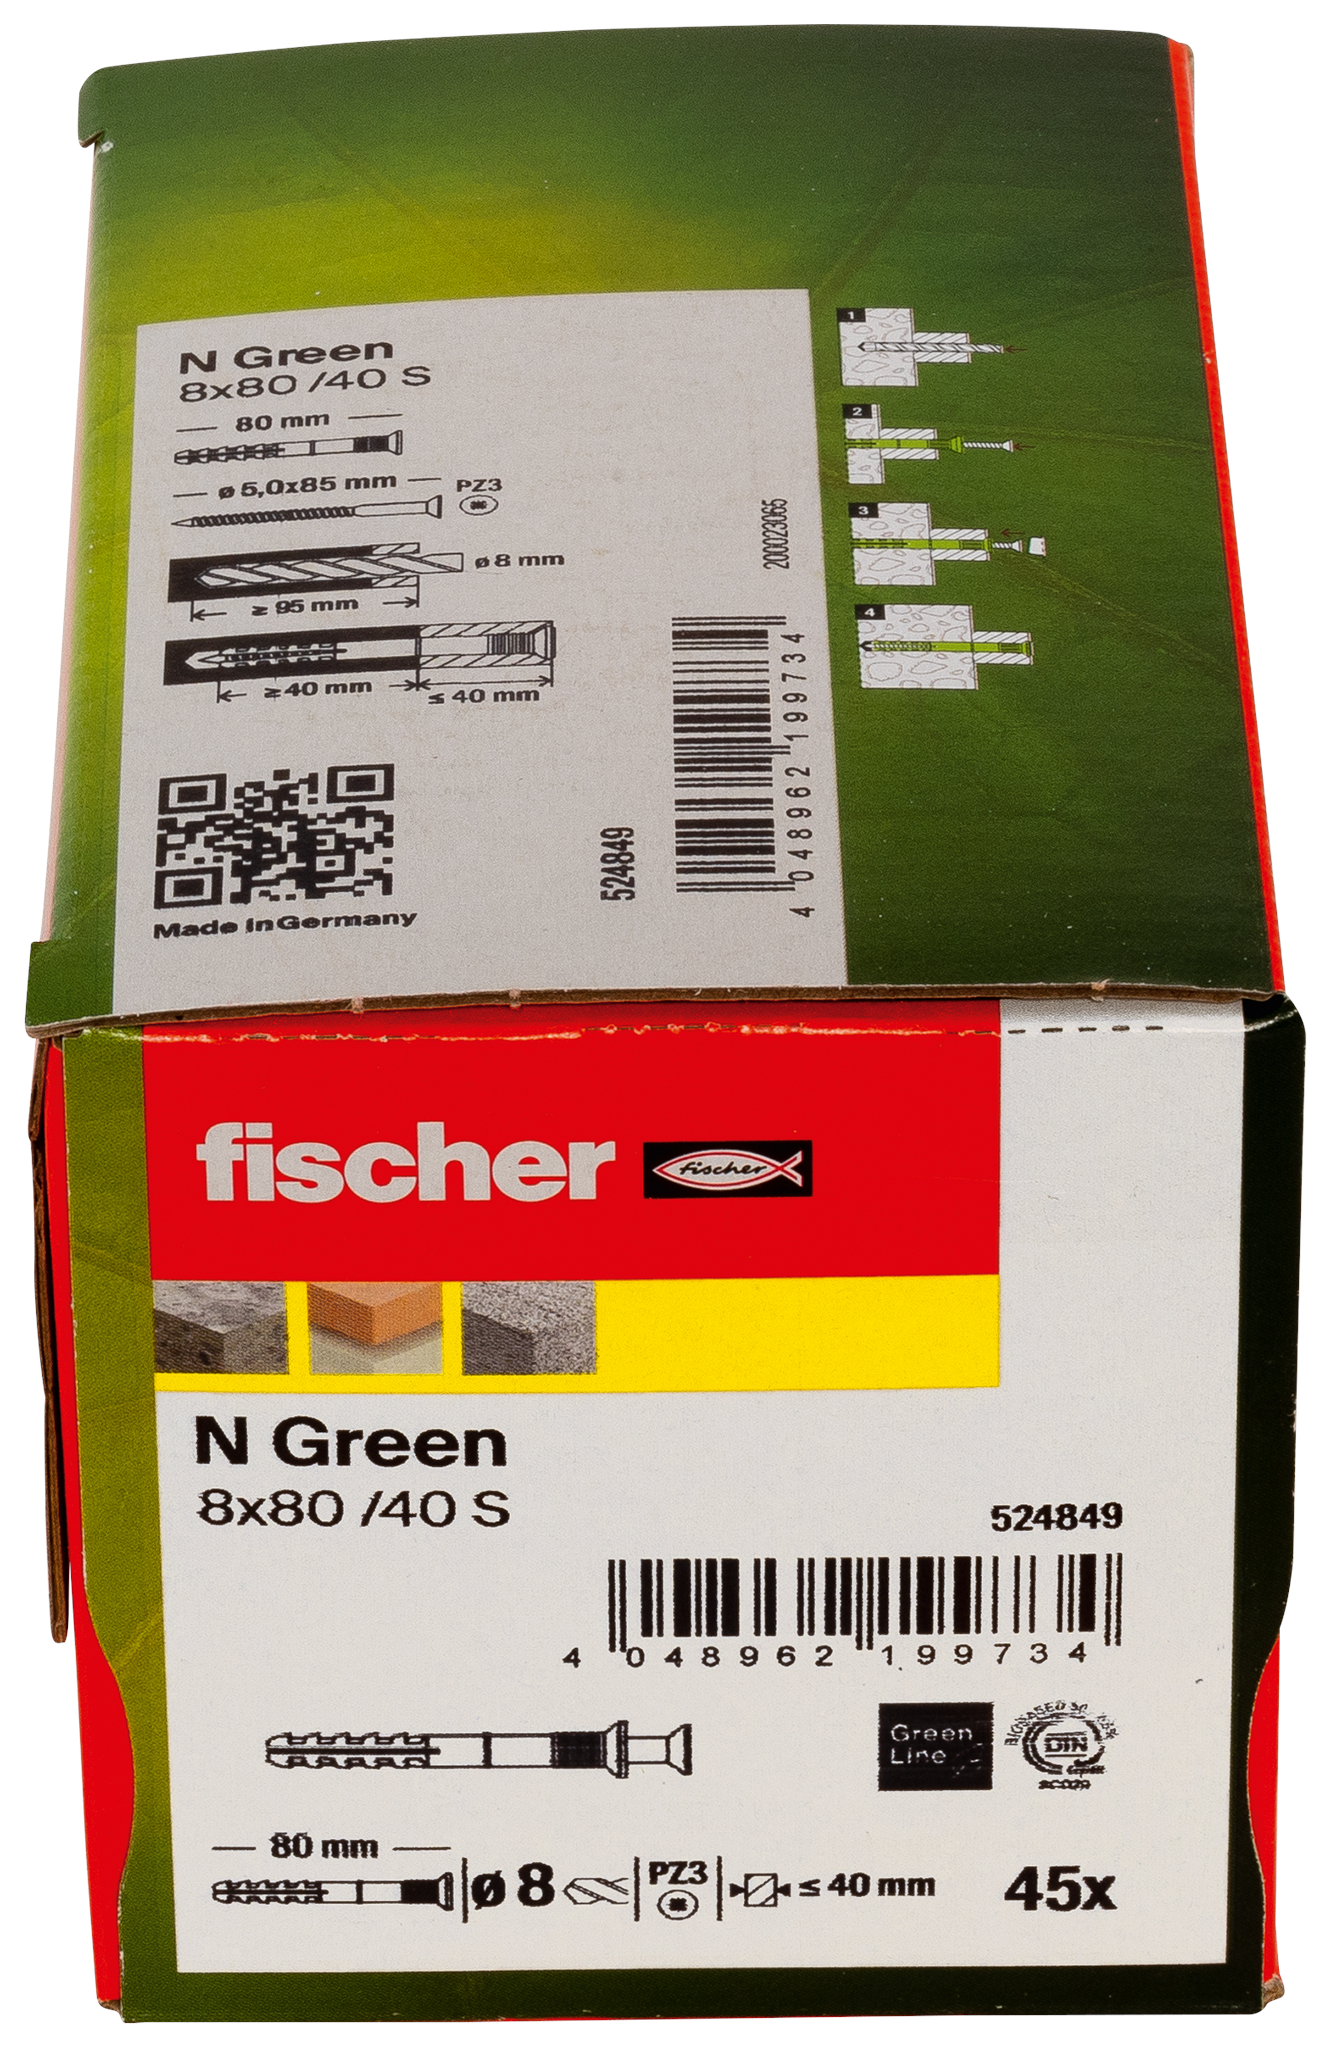 N Green
8x80 /40 S
80 mm
ø 5,0x85 mm
PZ3
ø 8 mm
≥ 95 mm
≥ 40 mm
≤ 40 mm
Made in Germany
524849
4 048962 199734
200023065
1
2
3
4
fischer
fischer
N Green
8x80 /40 S
524849
4 048962 199734
Green
Line
DIN
80 mm
ø 8
PZ3
≤ 40 mm
45x